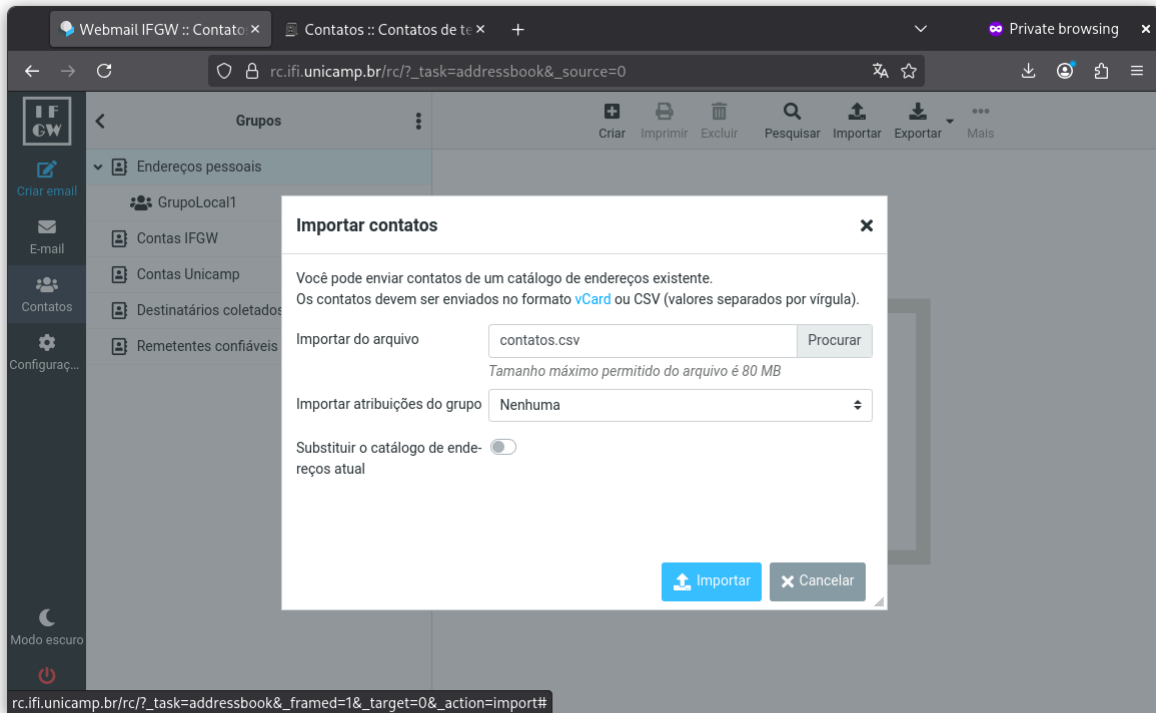 Webmail IFGW :: Contato
Contatos :: Contatos de te
Private browsing
rc.ifi.unicamp.br/rc/?_task=addressbook&_source=0
IF
GW
Grupos
Criar
Imprimir
Excluir
Pesquisar
Importar
Exportar
Mais
Criar email
E-mail
Contatos
Configuraç...
Modo escuro
Endereços pessoais
GrupoLocal1
Contas IFGW
Contas Unicamp
Destinatários coletados
Remetentes confiáveis
Importar contatos
Você pode enviar contatos de um catálogo de endereços existente.
Os contatos devem ser enviados no formato vCard ou CSV (valores separados por vírgula).
Importar do arquivo
contatos.csv
Procurar
Tamanho máximo permitido do arquivo é 80 MB
Importar atribuições do grupo
Nenhuma
Substituir o catálogo de ende-
reços atual
Importar
Cancelar
rc.ifi.unicamp.br/rc/?_task=addressbook&_framed=1&_target=0&_action=import#